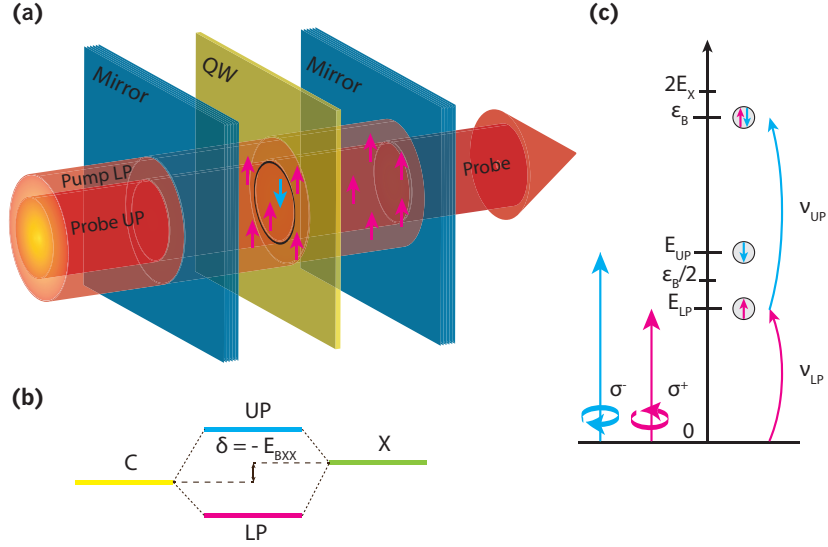 (a)
Mirror
QW
Mirror
Pump LP
Probe UP
Probe
(b)
UP
δ = - E_BXX
C
X
LP
(c)
2E_X
ε_B
ν_UP
E_UP
ε_B/2
E_LP
σ⁻
σ⁺
ν_LP
0